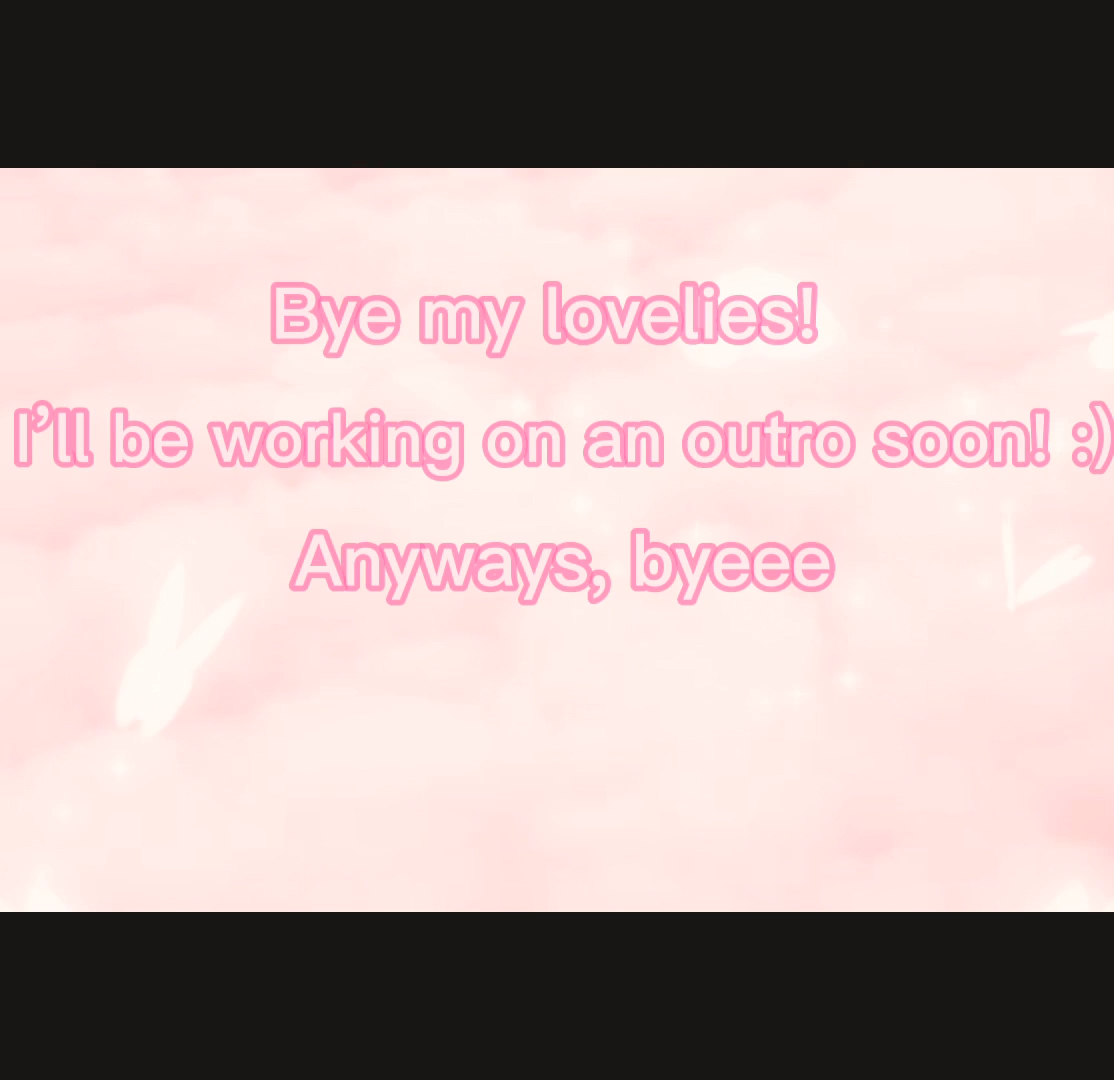 Bye my lovelies!
I’ll be working on an outro soon! :)
Anyways, byeee